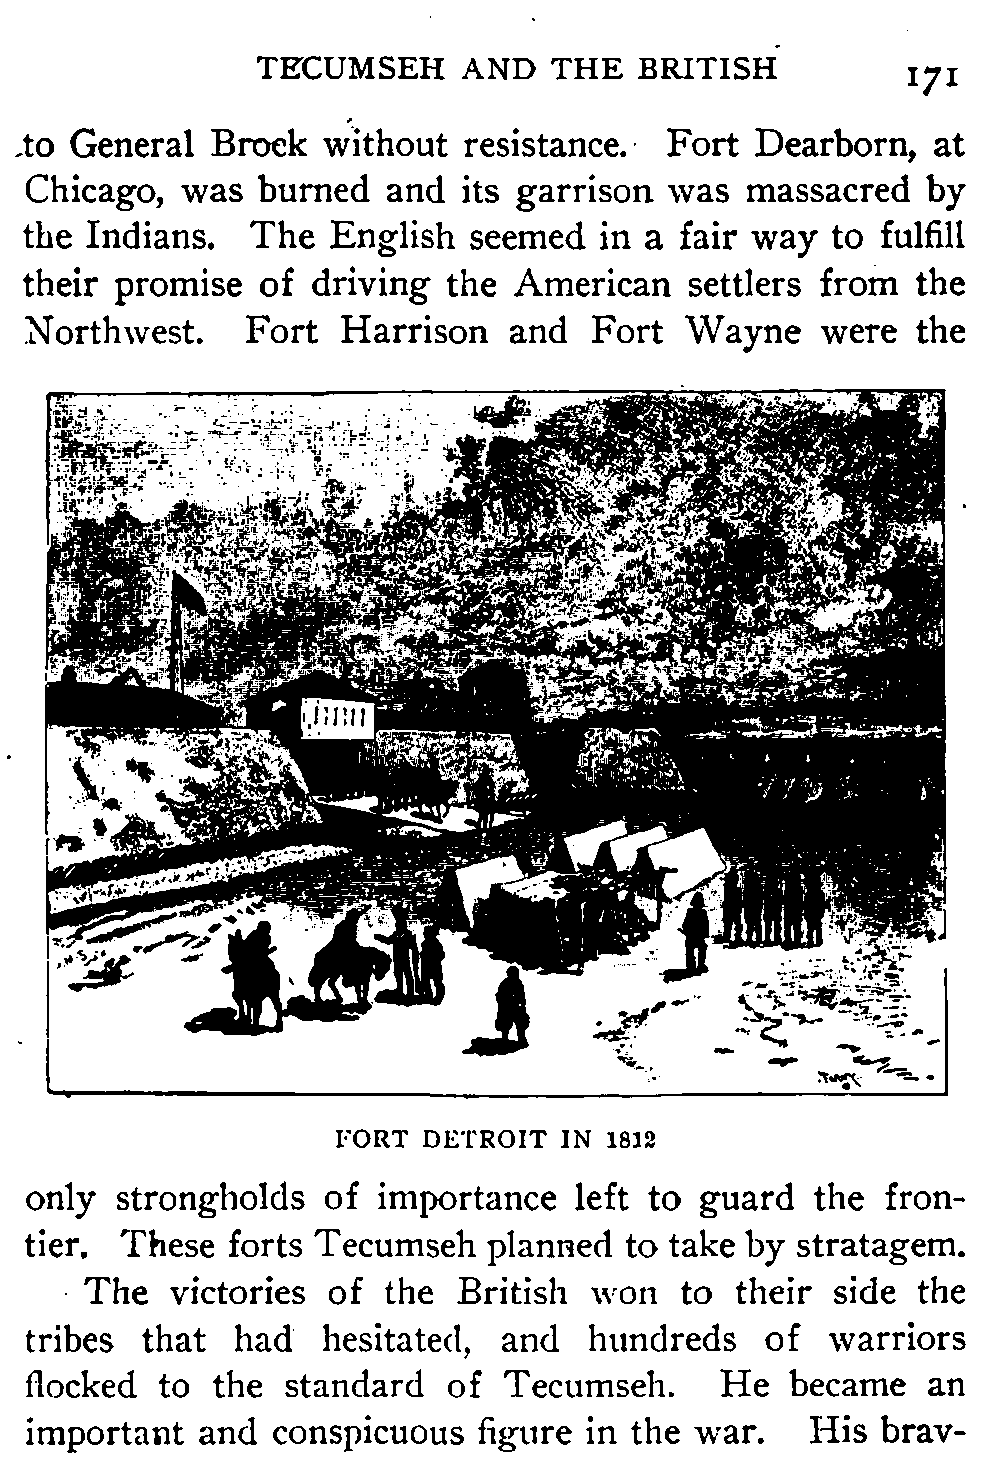 TECUMSEH AND THE BRITISH 171
to General Brock without resistance. Fort Dearborn, at
Chicago, was burned and its garrison was massacred by
the Indians. The English seemed in a fair way to fulfill
their promise of driving the American settlers from the
Northwest. Fort Harrison and Fort Wayne were the
FORT DETROIT IN 1812
only strongholds of importance left to guard the fron-
tier. These forts Tecumseh planned to take by stratagem.
The victories of the British won to their side the
tribes that had hesitated, and hundreds of warriors
flocked to the standard of Tecumseh. He became an
important and conspicuous figure in the war. His brav-